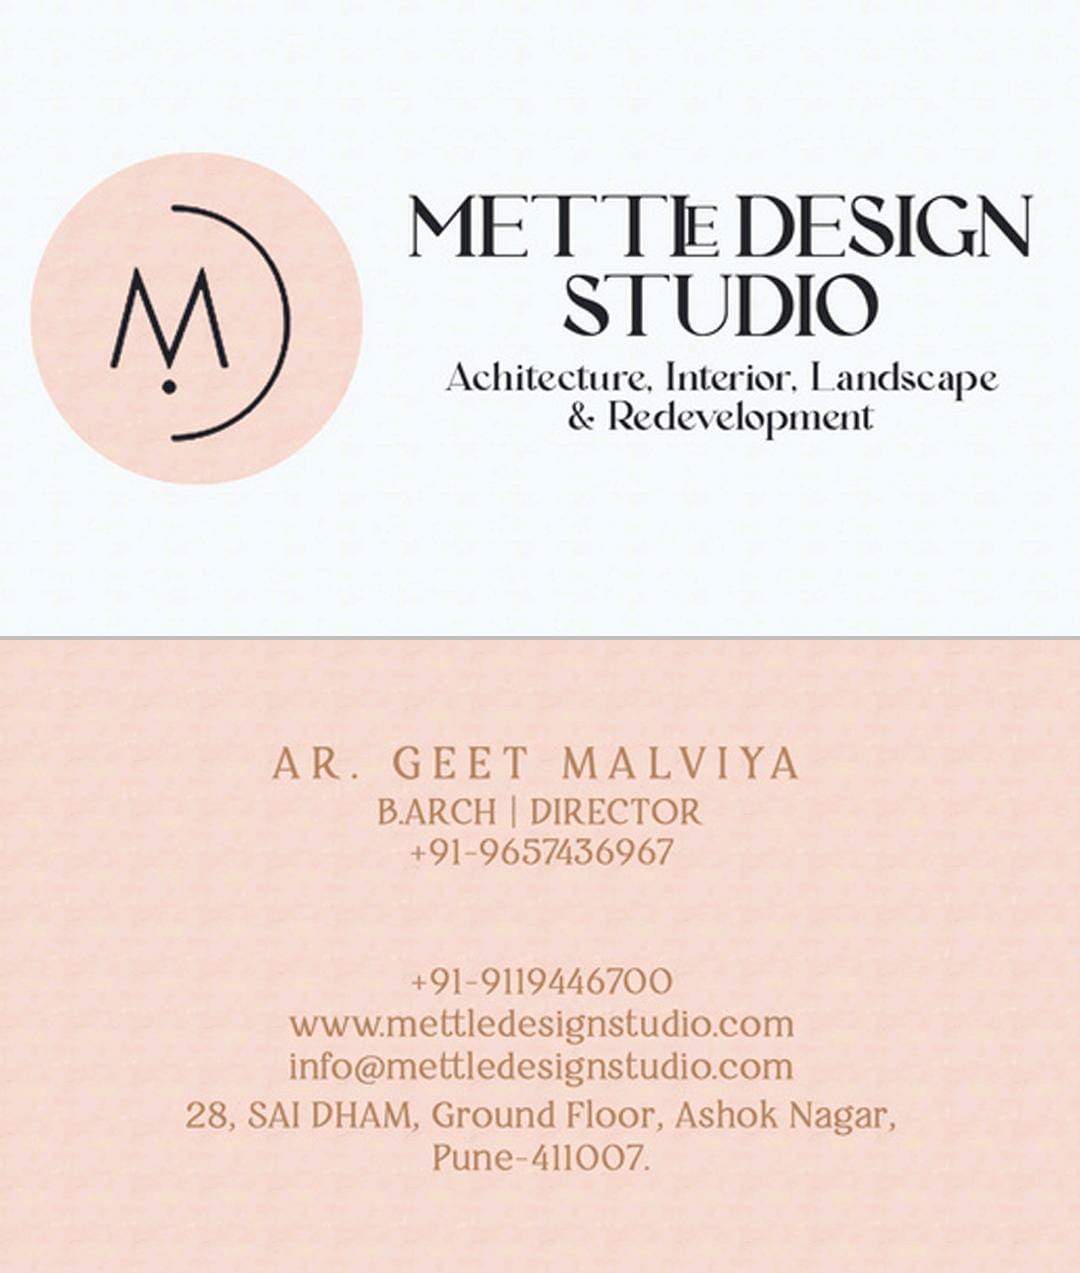 M
METTLE DESIGN
STUDIO
Achitecture, Interior, Landscape
& Redevelopment
AR. GEET MALVIYA
B.ARCH | DIRECTOR
+91-9657436967
+91-9119446700
www.mettledesignstudio.com
info@mettledesignstudio.com
28, SAI DHAM, Ground Floor, Ashok Nagar,
Pune-411007.